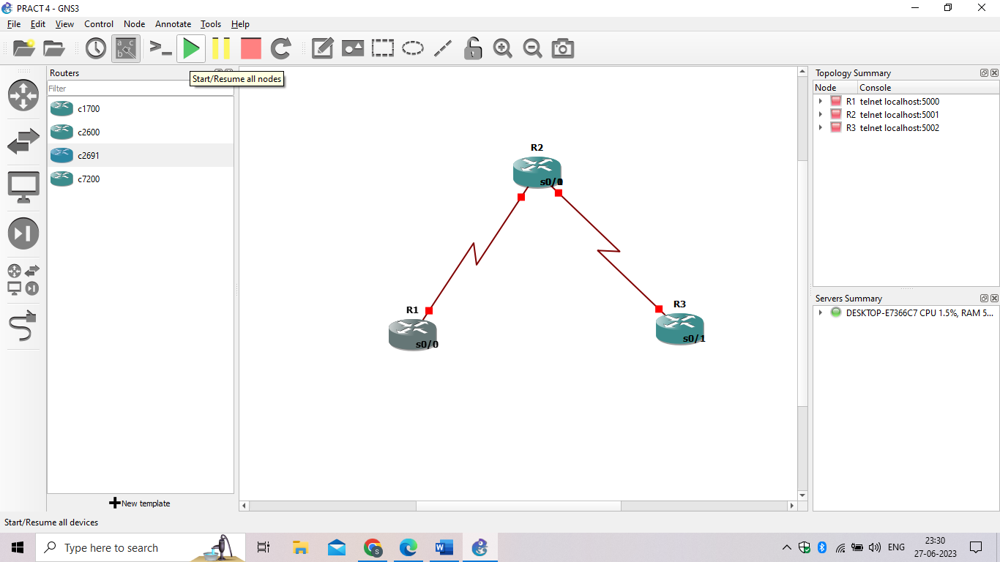 PRACT 4 - GNS3
File Edit View Control Node Annotate Tools Help
Routers
Start/Resume all nodes
Filter
c1700
c2600
c2691
c7200
New template
R2
s0/0
R1
s0/0
R3
s0/1
Topology Summary
Node Console
R1 telnet localhost:5000
R2 telnet localhost:5001
R3 telnet localhost:5002
Servers Summary
DESKTOP-E7366C7 CPU 1.5%, RAM 5...
Start/Resume all devices
Type here to search
ENG
23:30
27-06-2023